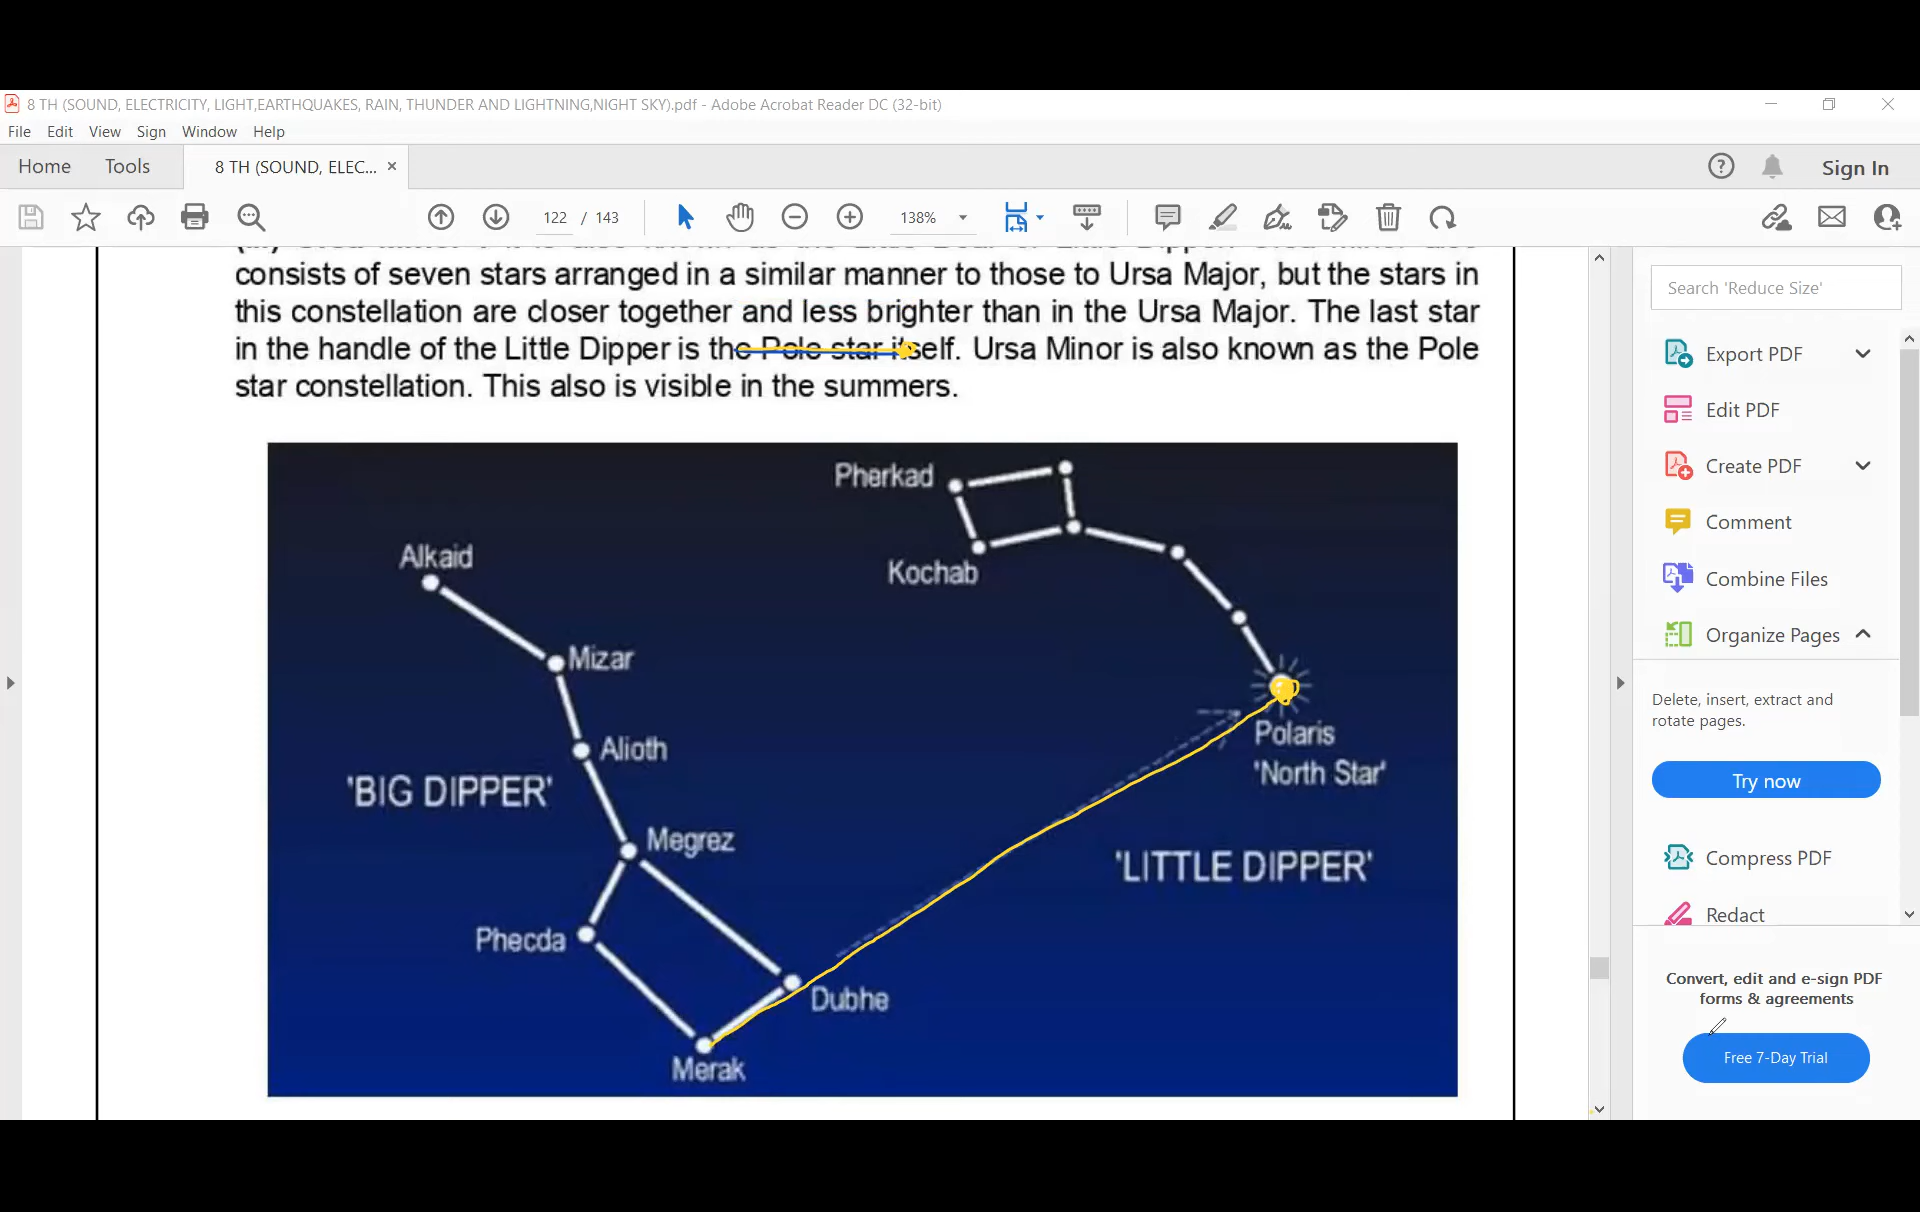 8 TH (SOUND, ELECTRICITY, LIGHT,EARTHQUAKES, RAIN, THUNDER AND LIGHTNING,NIGHT SKY).pdf - Adobe Acrobat Reader DC (32-bit)
File Edit View Sign Window Help
Home Tools 8 TH (SOUND, ELEC... × Sign In
122 / 143 138%
consists of seven stars arranged in a similar manner to those to Ursa Major, but the stars in
this constellation are closer together and less brighter than in the Ursa Major. The last star
in the handle of the Little Dipper is the Pole star itself. Ursa Minor is also known as the Pole
star constellation. This also is visible in the summers.
Pherkad
Kochab
Alkaid
Mizar
Alioth
'BIG DIPPER'
Megrez
Phecda
Dubhe
Merak
Polaris
'North Star'
'LITTLE DIPPER'
Search 'Reduce Size'
Export PDF
Edit PDF
Create PDF
Comment
Combine Files
Organize Pages
Delete, insert, extract and
rotate pages.
Try now
Compress PDF
Redact
Convert, edit and e-sign PDF
forms & agreements
Free 7-Day Trial